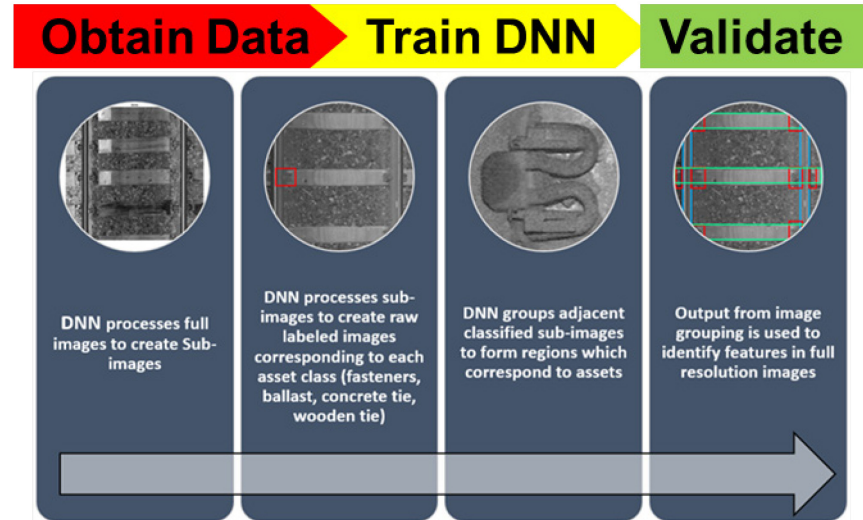 Obtain Data
Train DNN
Validate
DNN processes full
images to create Sub-
images
DNN processes sub-
images to create raw
labeled images
corresponding to each
asset class (fasteners,
ballast, concrete tie,
wooden tie)
DNN groups adjacent
classified sub-images
to form regions which
correspond to assets
Output from image
grouping is used to
identify features in full
resolution images